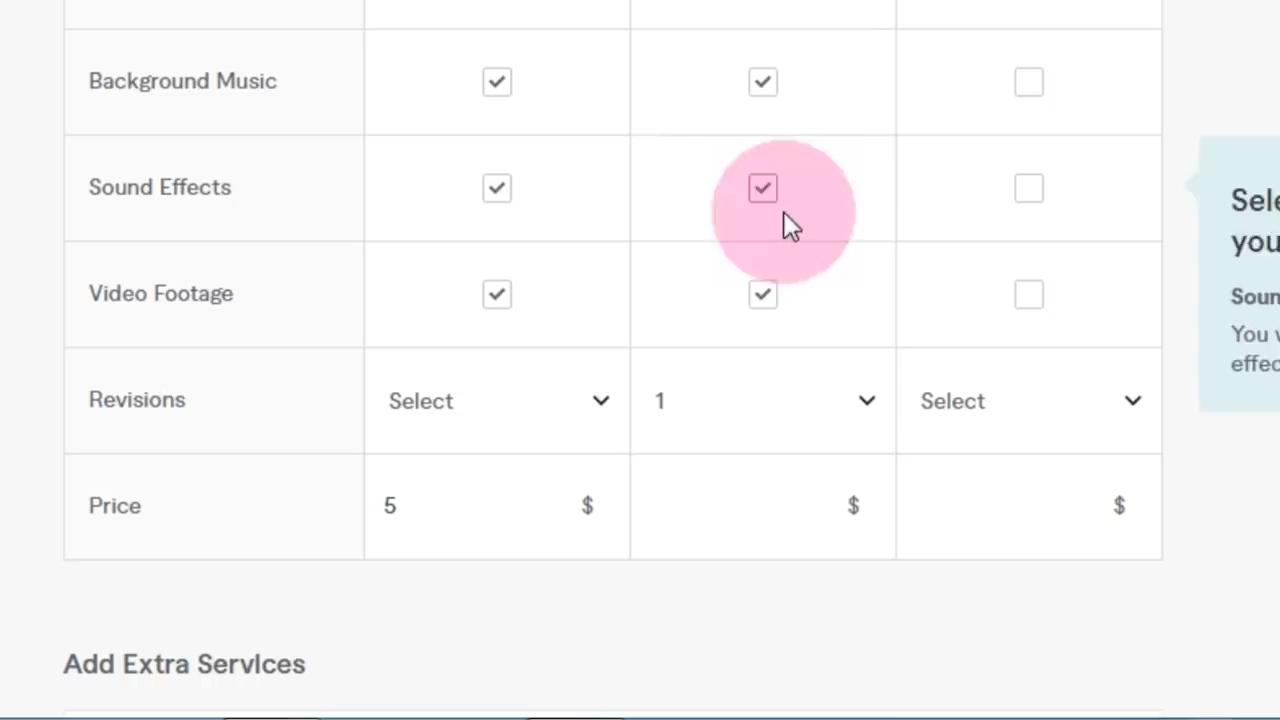 Background Music
Sound Effects
Video Footage
Revisions Select 1 Select
Price 5 $ $ $
Add Extra Services